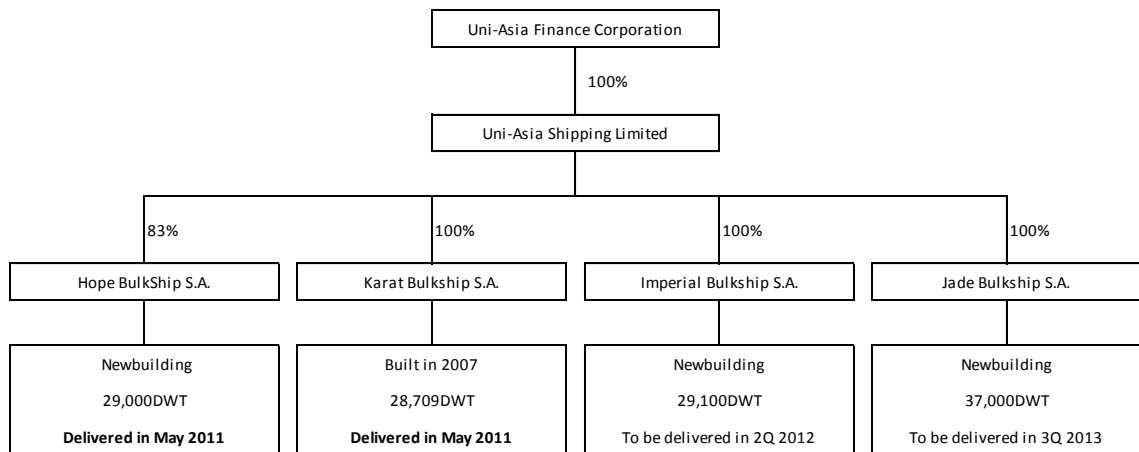 Uni-Asia Finance Corporation
100%
Uni-Asia Shipping Limited
83%
100%
100%
100%
Hope BulkShip S.A.
Karat Bulkship S.A.
Imperial Bulkship S.A.
Jade Bulkship S.A.
Newbuilding
29,000DWT
Delivered in May 2011
Built in 2007
28,709DWT
Delivered in May 2011
Newbuilding
29,100DWT
To be delivered in 2Q 2012
Newbuilding
37,000DWT
To be delivered in 3Q 2013